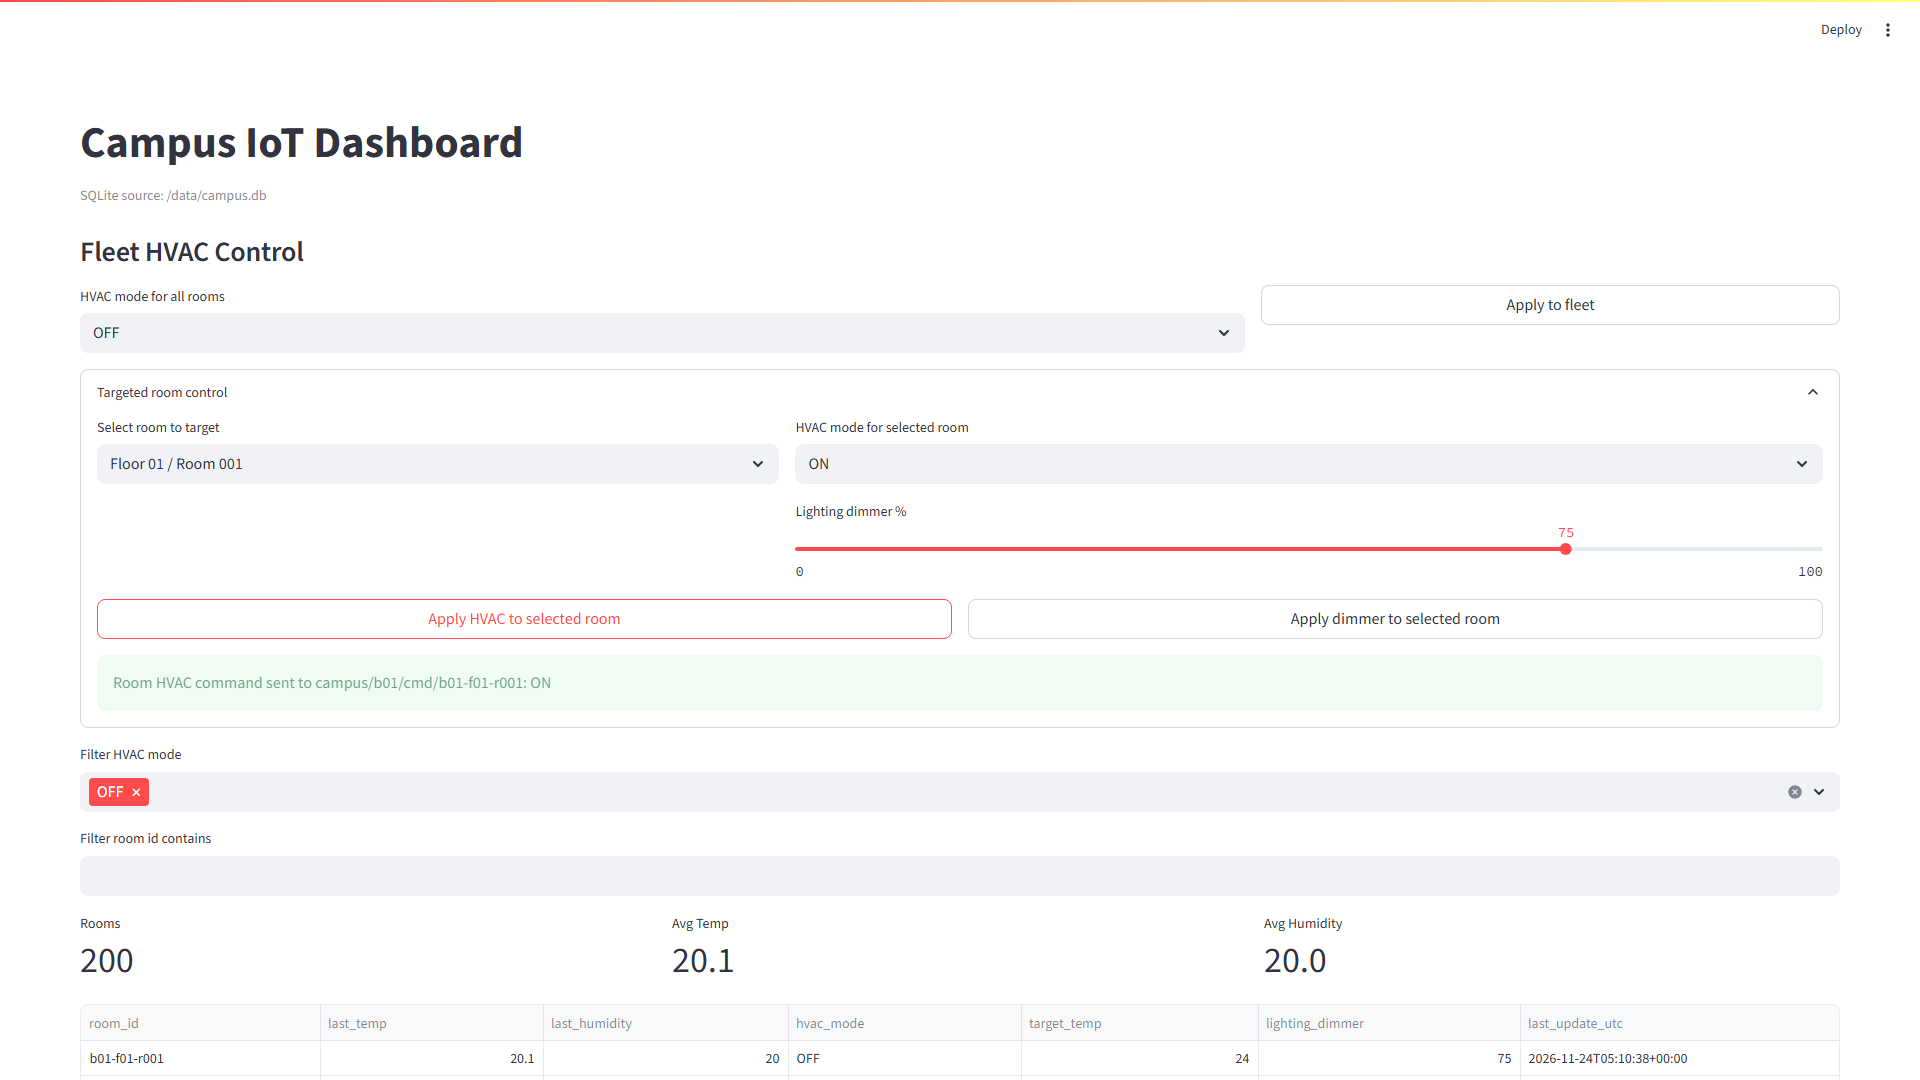 Deploy
Campus IoT Dashboard
SQLite source: /data/campus.db
Fleet HVAC Control
HVAC mode for all rooms
OFF
Apply to fleet
Targeted room control
Select room to target
HVAC mode for selected room
Floor 01 / Room 001
ON
Lighting dimmer %
75
0 100
Apply HVAC to selected room
Apply dimmer to selected room
Room HVAC command sent to campus/b01/cmd/b01-f01-r001: ON
Filter HVAC mode
OFF
Filter room id contains
Rooms Avg Temp Avg Humidity
200 20.1 20.0
room_id last_temp last_humidity hvac_mode target_temp lighting_dimmer last_update_utc
b01-f01-r001 20.1 20 OFF 24 75 2026-11-24T05:10:38+00:00